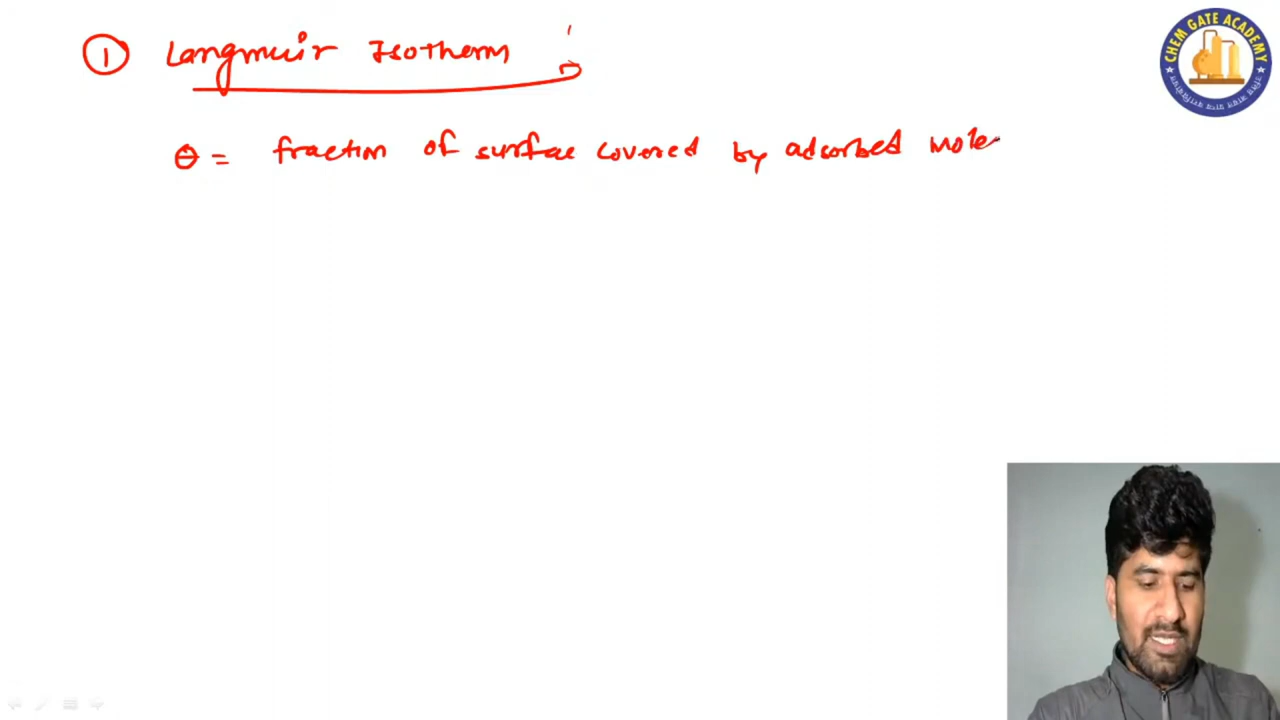 ① Langmuir Isotherm
θ = fraction of surface covered by adsorbed mole
CHEM GATE ACADEMY